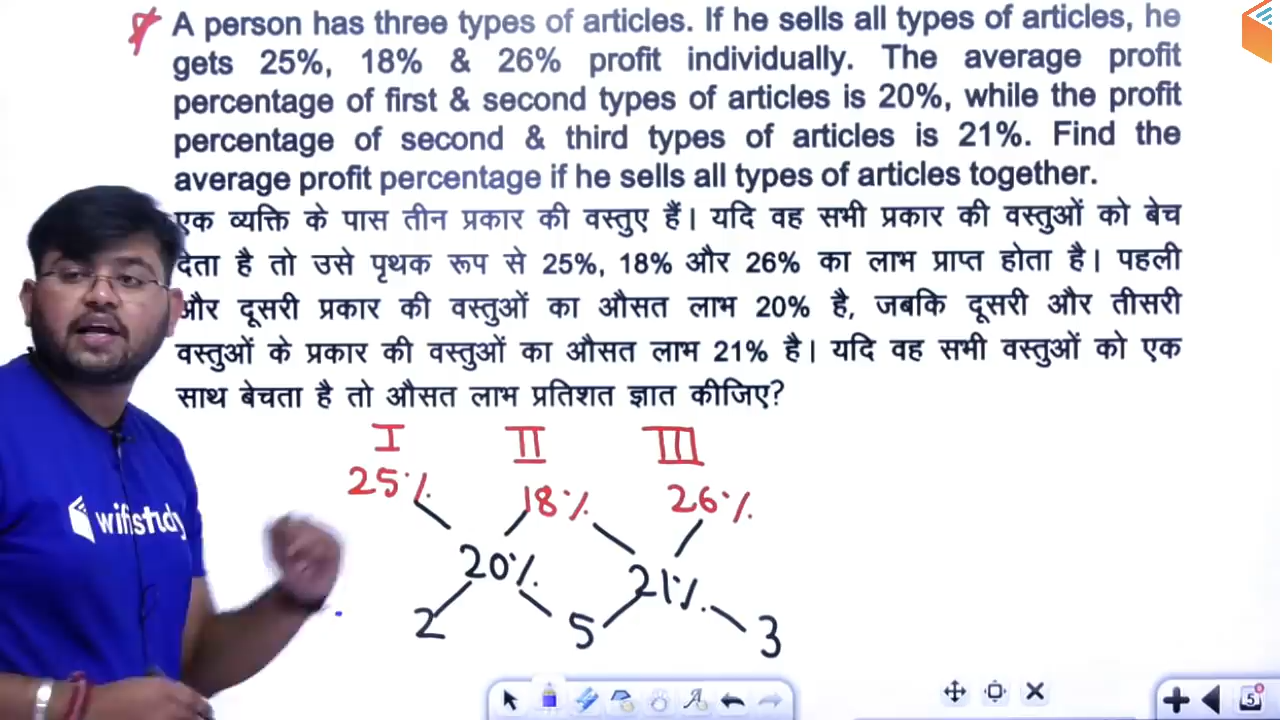 A person has three types of articles. If he sells all types of articles, he
gets 25%, 18% & 26% profit individually. The average profit
percentage of first & second types of articles is 20%, while the profit
percentage of second & third types of articles is 21%. Find the
average profit percentage if he sells all types of articles together.
एक व्यक्ति के पास तीन प्रकार की वस्तुए हैं। यदि वह सभी प्रकार की वस्तुओं को बेच
देता है तो उसे पृथक रूप से 25%, 18% और 26% का लाभ प्राप्त होता है। पहली
और दूसरी प्रकार की वस्तुओं का औसत लाभ 20% है, जबकि दूसरी और तीसरी
वस्तुओं के प्रकार की वस्तुओं का औसत लाभ 21% है। यदि वह सभी वस्तुओं को एक
साथ बेचता है तो औसत लाभ प्रतिशत ज्ञात कीजिए?
I II III
25% 18% 26%
20% 21%
2 5 3
wifistudy
5